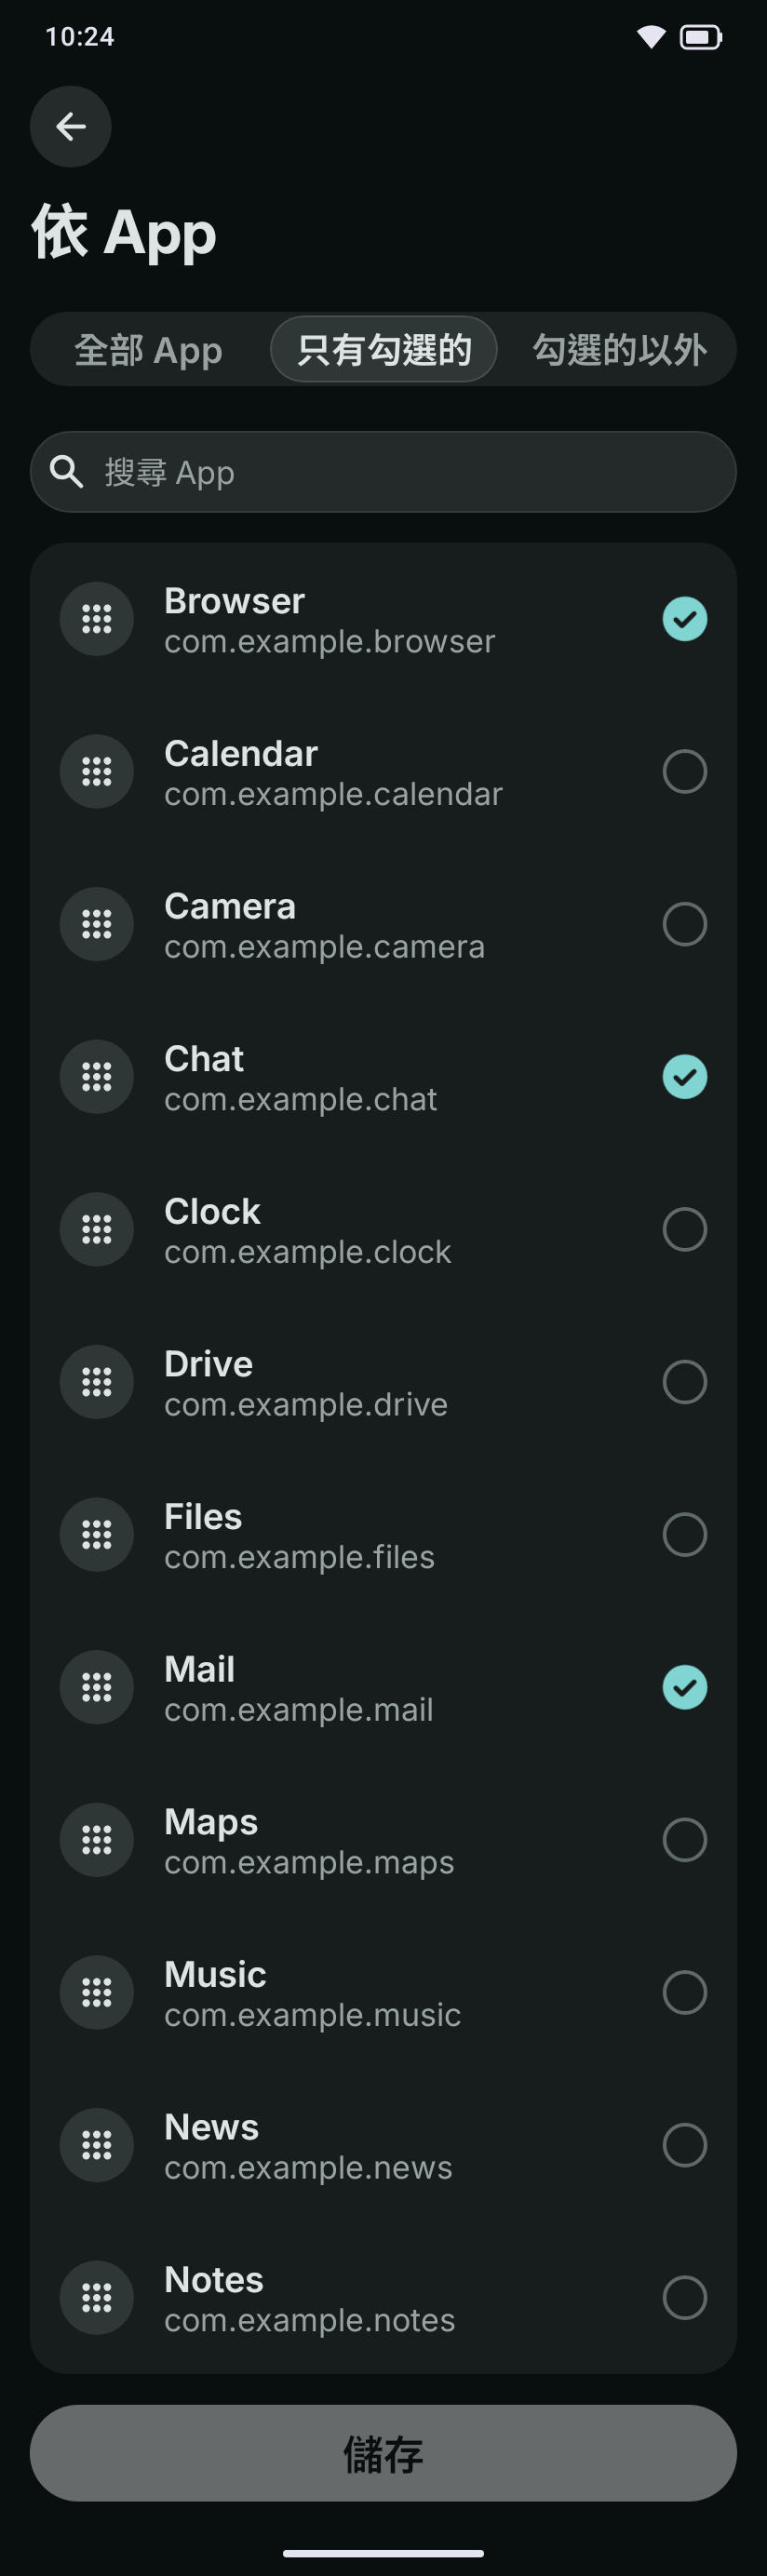 10:24
依 App
全部 App
只有勾選的
勾選的以外
搜尋 App
Browser
com.example.browser
Calendar
com.example.calendar
Camera
com.example.camera
Chat
com.example.chat
Clock
com.example.clock
Drive
com.example.drive
Files
com.example.files
Mail
com.example.mail
Maps
com.example.maps
Music
com.example.music
News
com.example.news
Notes
com.example.notes
儲存